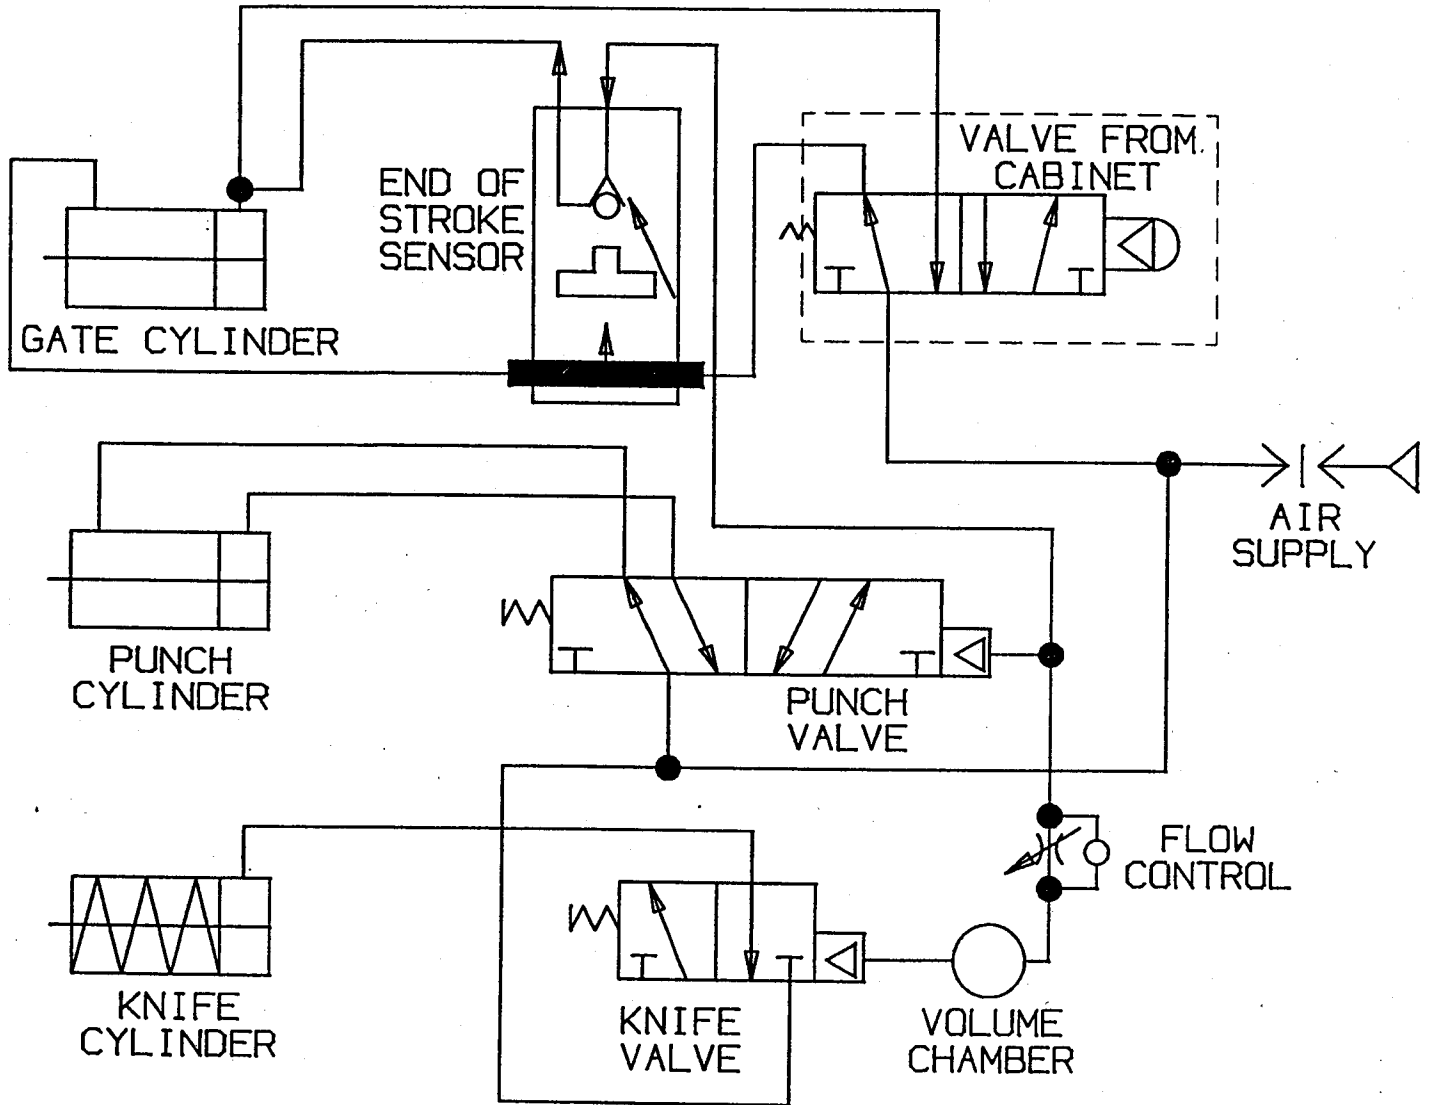 VALVE FROM
CABINET
END OF
STROKE
SENSOR
GATE CYLINDER
AIR
SUPPLY
PUNCH
CYLINDER
PUNCH
VALVE
FLOW
CONTROL
KNIFE
CYLINDER
KNIFE
VALVE
VOLUME
CHAMBER